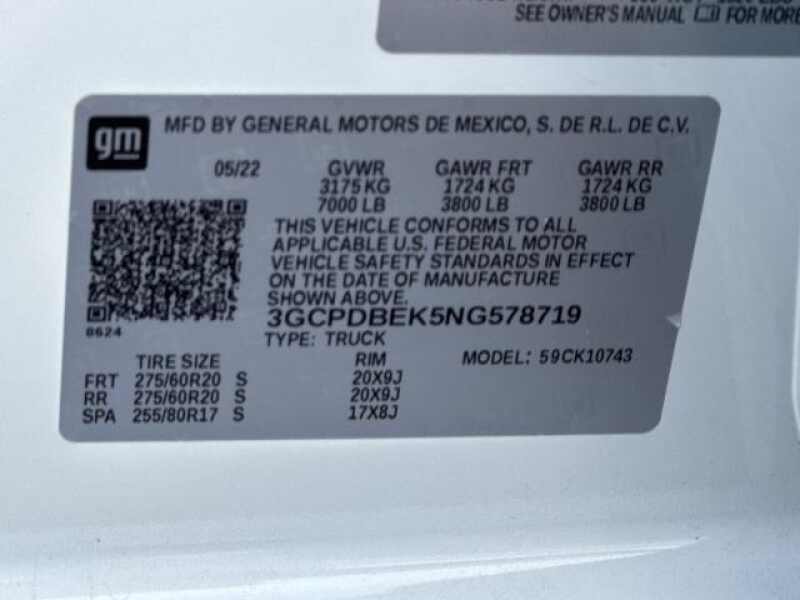 SEE OWNER'S MANUAL FOR MORE
gm
MFD BY GENERAL MOTORS DE MEXICO, S. DE R.L. DE C.V.
05/22 GVWR GAWR FRT GAWR RR
3175 KG 1724 KG 1724 KG
7000 LB 3800 LB 3800 LB
THIS VEHICLE CONFORMS TO ALL
APPLICABLE U.S. FEDERAL MOTOR
VEHICLE SAFETY STANDARDS IN EFFECT
ON THE DATE OF MANUFACTURE
SHOWN ABOVE.
8624
3GCPDBEK5NG578719
TYPE: TRUCK
MODEL: 59CK10743
TIRE SIZE RIM
FRT 275/60R20 S 20X9J
RR 275/60R20 S 20X9J
SPA 255/80R17 S 17X8J